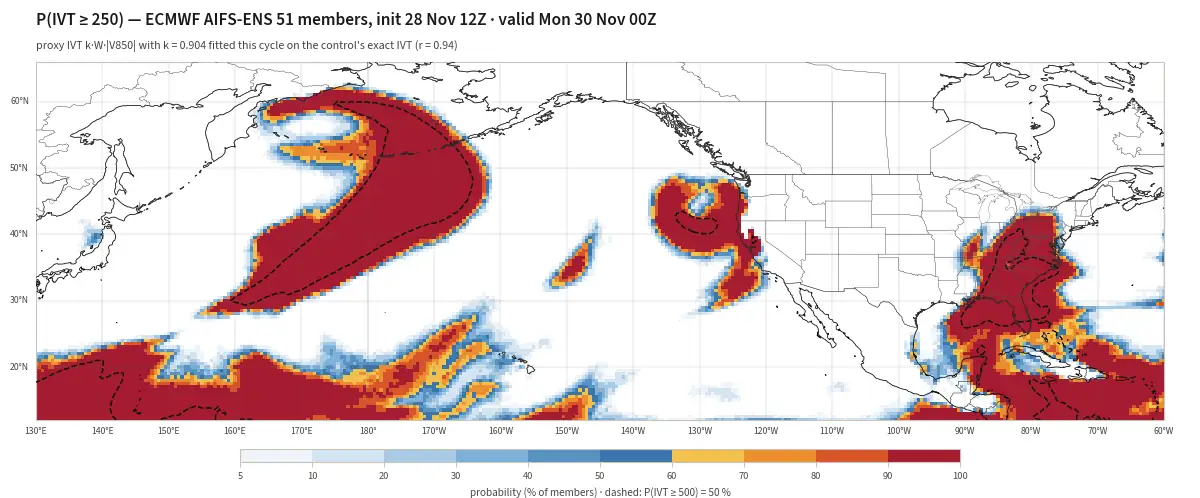 P(IVT ≥ 250) — ECMWF AIFS-ENS 51 members, init 28 Nov 12Z · valid Mon 30 Nov 00Z
proxy IVT k·W·|V850| with k = 0.904 fitted this cycle on the control's exact IVT (r = 0.94)
60°N
50°N
40°N
30°N
20°N
130°E 140°E 150°E 160°E 170°E 180° 170°W 160°W 150°W 140°W 130°W 120°W 110°W 100°W 90°W 80°W 70°W 60°W
5 10 20 30 40 50 60 70 80 90 100
probability (% of members) · dashed: P(IVT ≥ 500) = 50 %